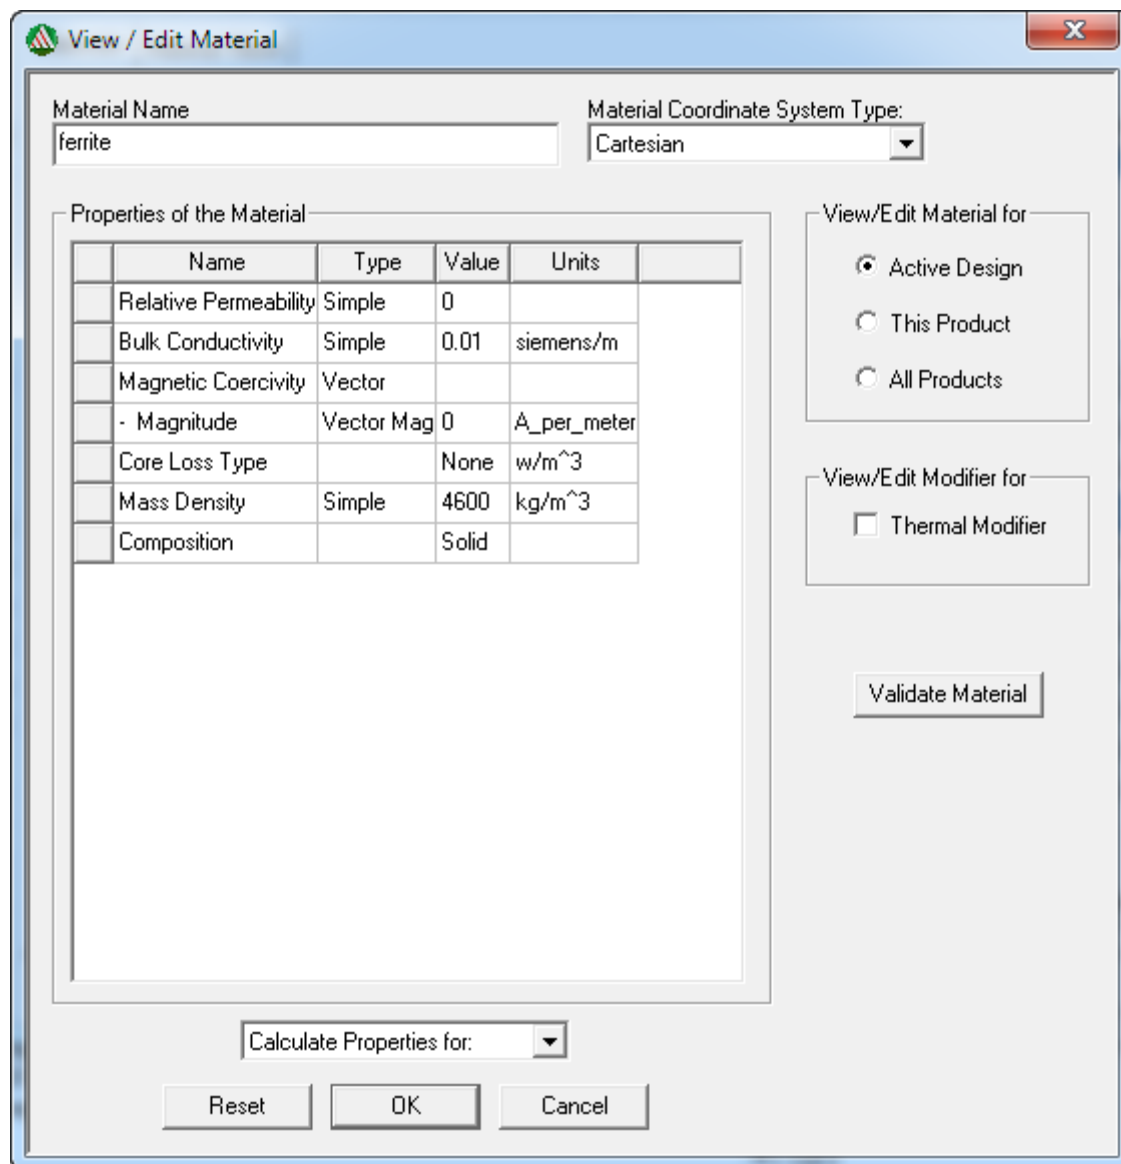 View / Edit Material
Material Name
Material Coordinate System Type:
ferrite
Cartesian
Properties of the Material
View/Edit Material for
Name Type Value Units
Active Design
Relative Permeability Simple 0
This Product
Bulk Conductivity Simple 0.01 siemens/m
All Products
Magnetic Coercivity Vector
- Magnitude Vector Mag 0 A_per_meter
Core Loss Type None w/m^3
View/Edit Modifier for
Mass Density Simple 4600 kg/m^3
Thermal Modifier
Composition Solid
Validate Material
Calculate Properties for:
Reset OK Cancel